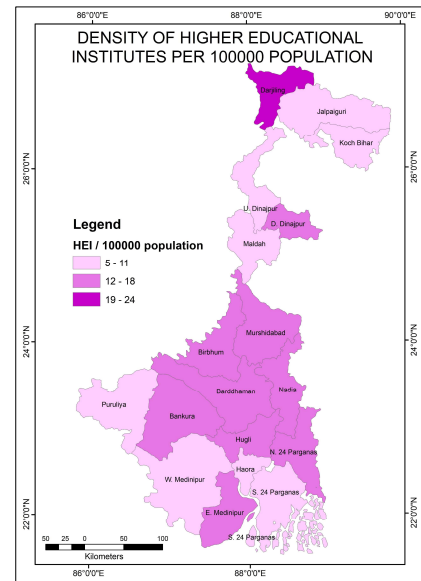 86°0'0"E 88°0'0"E 90°0'0"E
DENSITY OF HIGHER EDUCATIONAL
INSTITUTES PER 100000 POPULATION
Darjiling
Jalpaiguri
Koch Bihar
26°0'0"N 26°0'0"N
U. Dinajpur
D. Dinajpur
Maldah
Legend
HEI / 100000 population
5 - 11
12 - 18
19 - 24
24°0'0"N 24°0'0"N
Murshidabad
Birbhum
Barddhaman
Nadia
Puruliya
Bankura
Hugli
N. 24 Parganas
Haora
W. Medinipur
S. 24 Parganas
E. Medinipur
S. 24 Parganas
22°0'0"N 22°0'0"N
50 25 0 50 100
Kilometers
86°0'0"E 88°0'0"E